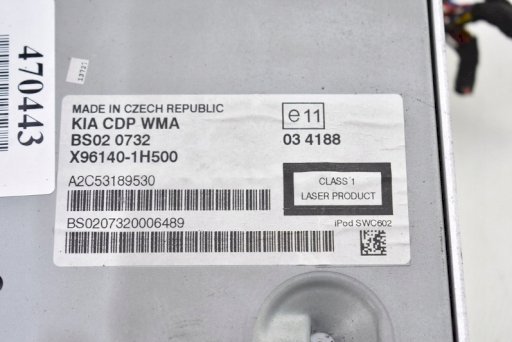 470443
MADE IN CZECH REPUBLIC
KIA CDP WMA
BS02 0732
X96140-1H500
e11
03 4188
A2C53189530
CLASS 1
LASER PRODUCT
BS0207320006489
iPod SWC602